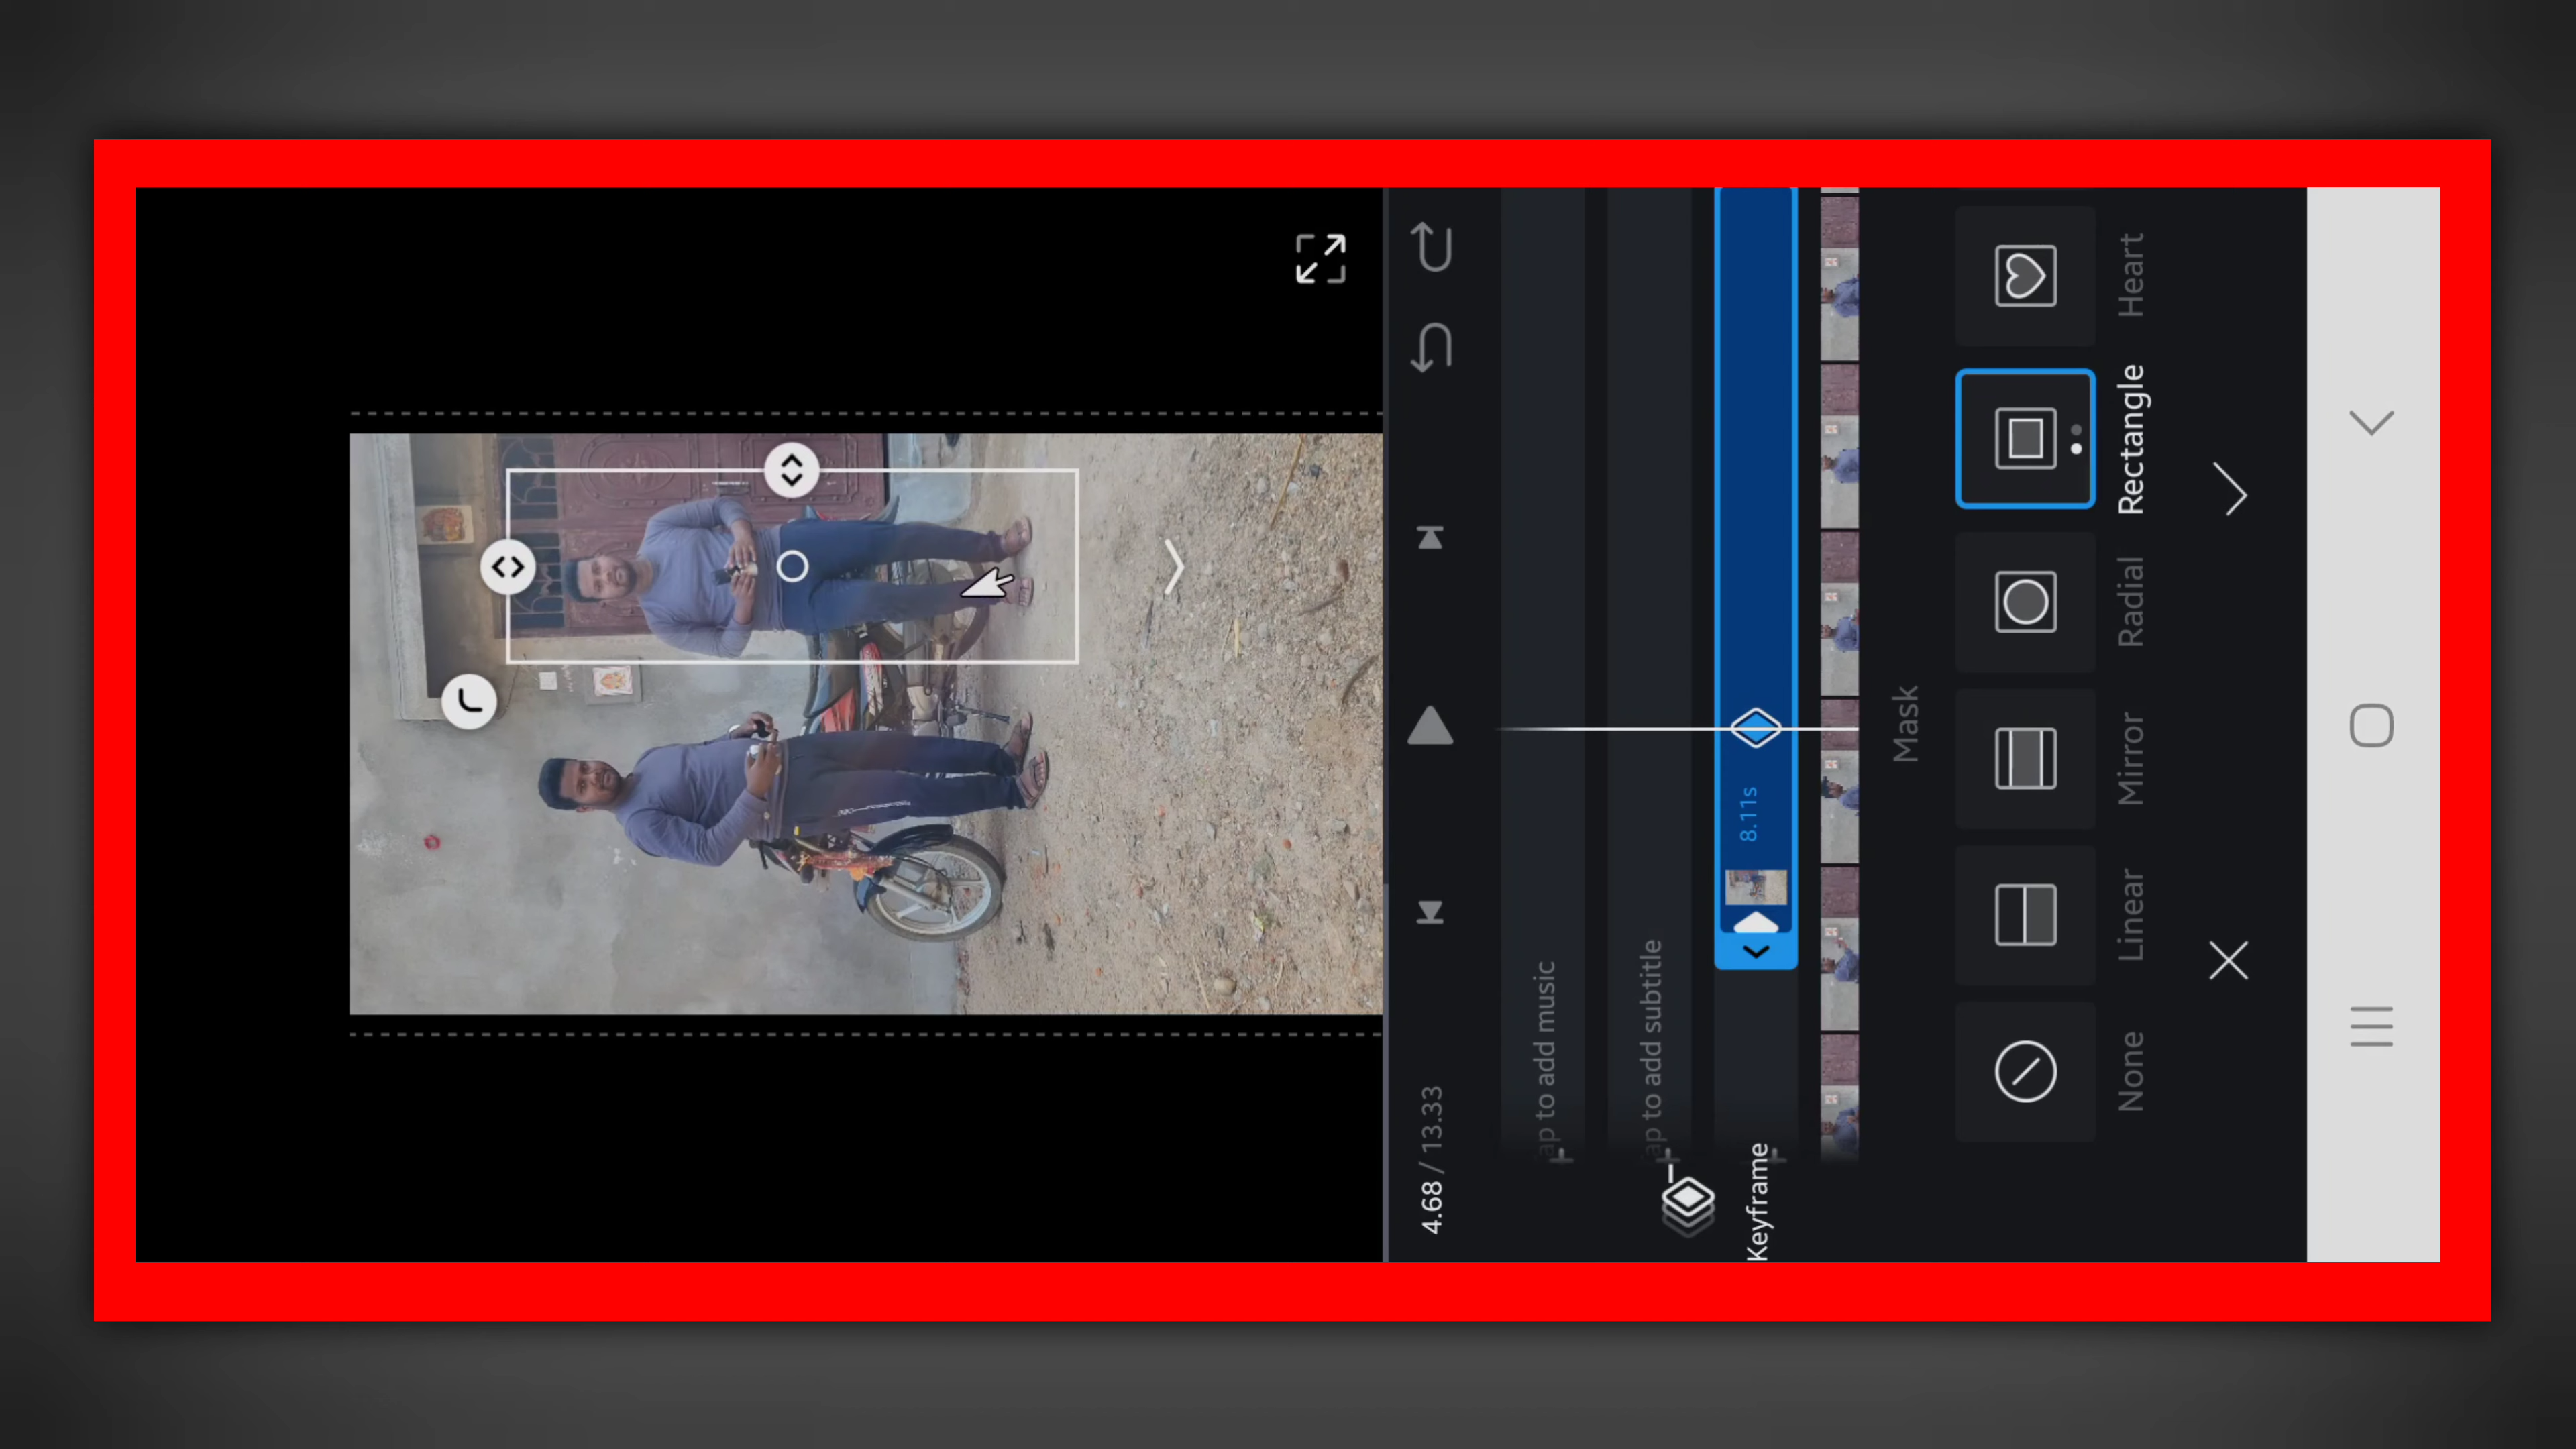 4.68 / 13.33
ap to add music
ap to add subtitle
8.11s
Keyframe
Mask
None
Linear
Mirror
Radial
Rectangle
Heart